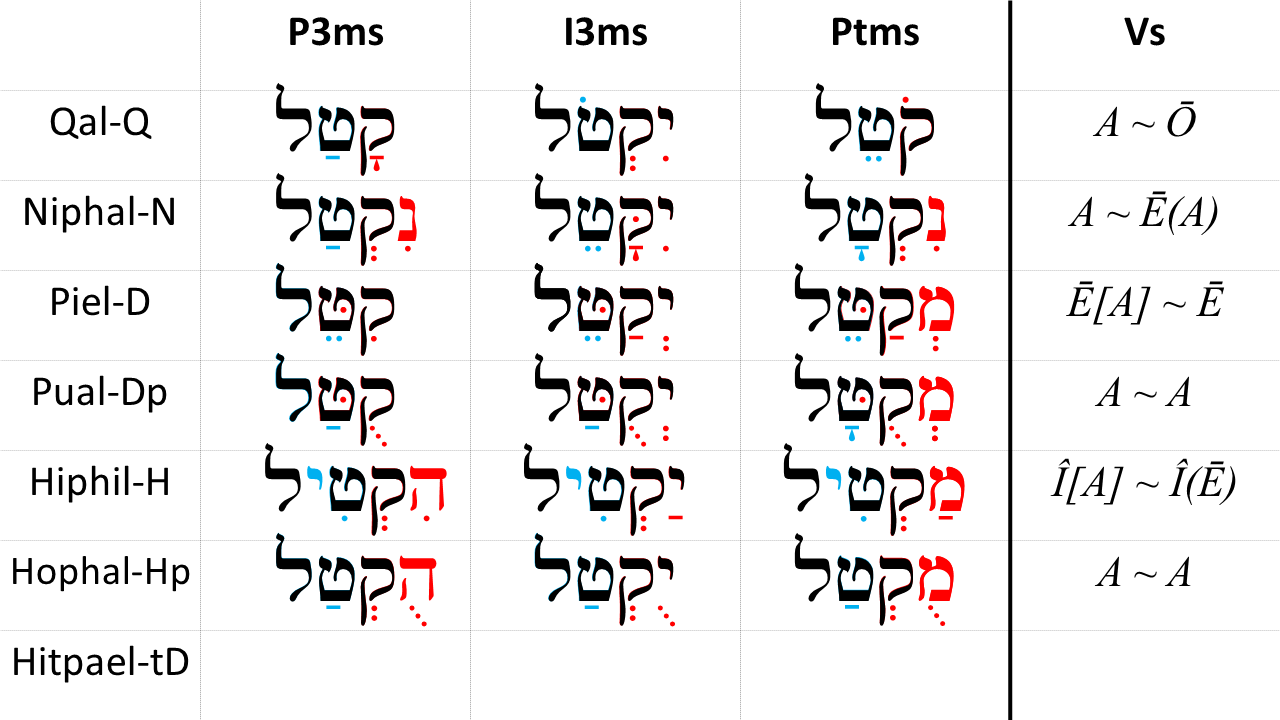 P3ms I3ms Ptms Vs
Qal-Q קָטַל יִקְטֹל קֹטֵל A ~ Ō
Niphal-N נִקְטַל יִקָּטֵל נִקְטָל A ~ Ē(A)
Piel-D קִטֵּל יְקַטֵּל מְקַטֵּל Ē[A] ~ Ē
Pual-Dp קֻטַּל יְקֻטַּל מְקֻטָּל A ~ A
Hiphil-H הִקְטִיל יַקְטִיל מַקְטִיל Î[A] ~ Î(Ē)
Hophal-Hp הֻקְטַל יֻקְטַל מֻקְטַל A ~ A
Hitpael-tD